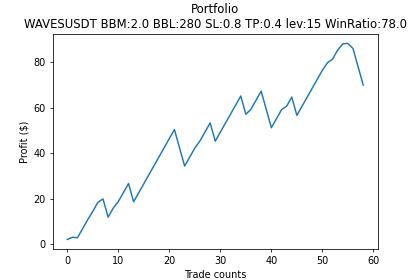 Portfolio
WAVESUSDT BBM:2.0 BBL:280 SL:0.8 TP:0.4 lev:15 WinRatio:78.0
Profit ($)
80
60
40
20
0
0 10 20 30 40 50 60
Trade counts